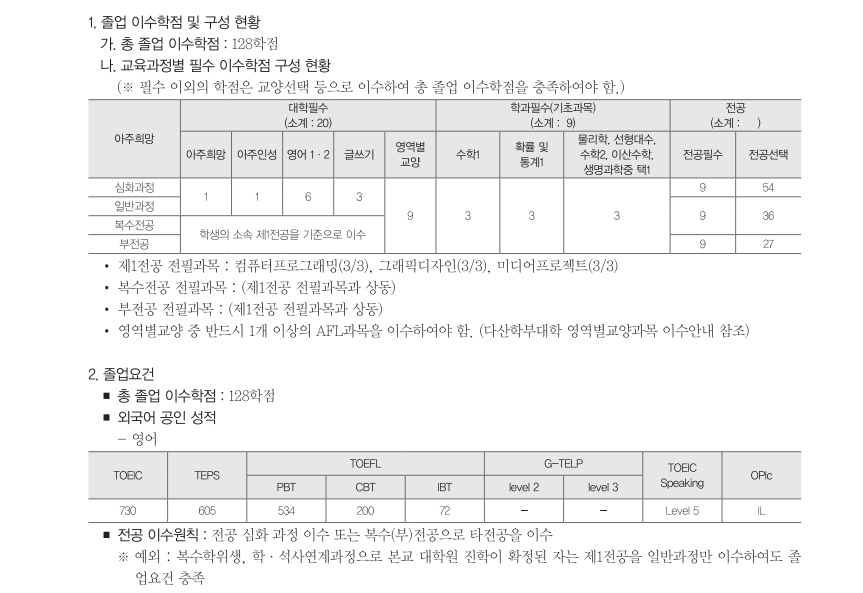 1. 졸업 이수학점 및 구성 현황
가. 총 졸업 이수학점 : 128학점
나. 교육과정별 필수 이수학점 구성 현황
(※ 필수 이외의 학점은 교양선택 등으로 이수하여 총 졸업 이수학점을 충족하여야 함.)
아주희망 대학필수 (소계 : 20) 학과필수(기초과목) (소계 : 9) 전공 (소계 : )
아주희망 아주인성 영어 1 · 2 글쓰기 영역별 교양 수학1 확률 및 통계1 물리학, 선형대수, 수학2, 이산수학, 생명과학중 택1 전공필수 전공선택
심화과정 1 1 6 3 9 3 3 3 9 54
일반과정 9 36
복수전공 학생의 소속 제1전공을 기준으로 이수
부전공 9 27
• 제1전공 전필과목 : 컴퓨터프로그래밍(3/3), 그래픽디자인(3/3), 미디어프로젝트(3/3)
• 복수전공 전필과목 : (제1전공 전필과목과 상동)
• 부전공 전필과목 : (제1전공 전필과목과 상동)
• 영역별교양 중 반드시 1개 이상의 AFL과목을 이수하여야 함. (다산학부대학 영역별교양과목 이수안내 참조)
2. 졸업요건
■ 총 졸업 이수학점 : 128학점
■ 외국어 공인 성적
- 영어
TOEIC TEPS TOEFL G-TELP TOEIC Speaking OPIc
PBT CBT IBT level 2 level 3
730 605 534 200 72 - - Level 5 IL
■ 전공 이수원칙 : 전공 심화 과정 이수 또는 복수(부)전공으로 타전공을 이수
※ 예외 : 복수학위생, 학 · 석사연계과정으로 본교 대학원 진학이 확정된 자는 제1전공을 일반과정만 이수하여도 졸
업요건 충족